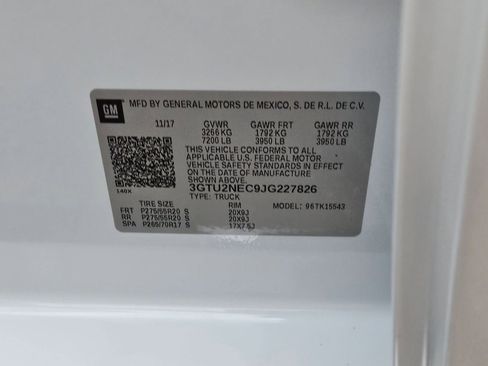 GM
MFD BY GENERAL MOTORS DE MEXICO, S. DE R.L. DE C.V.
11/17 GVWR GAWR FRT GAWR RR
3266 KG 1792 KG 1792 KG
7200 LB 3950 LB 3950 LB
THIS VEHICLE CONFORMS TO ALL
APPLICABLE U.S. FEDERAL MOTOR
VEHICLE SAFETY STANDARDS IN EFFECT
ON THE DATE OF MANUFACTURE SHOWN ABOVE.
140X 3GTU2NEC9JG227826
TYPE: TRUCK
TIRE SIZE RIM MODEL: 96TK15543
FRT P275/55R20 S 20X9J
RR P275/55R20 S 20X9J
SPA P265/70R17 S 17X7.5J